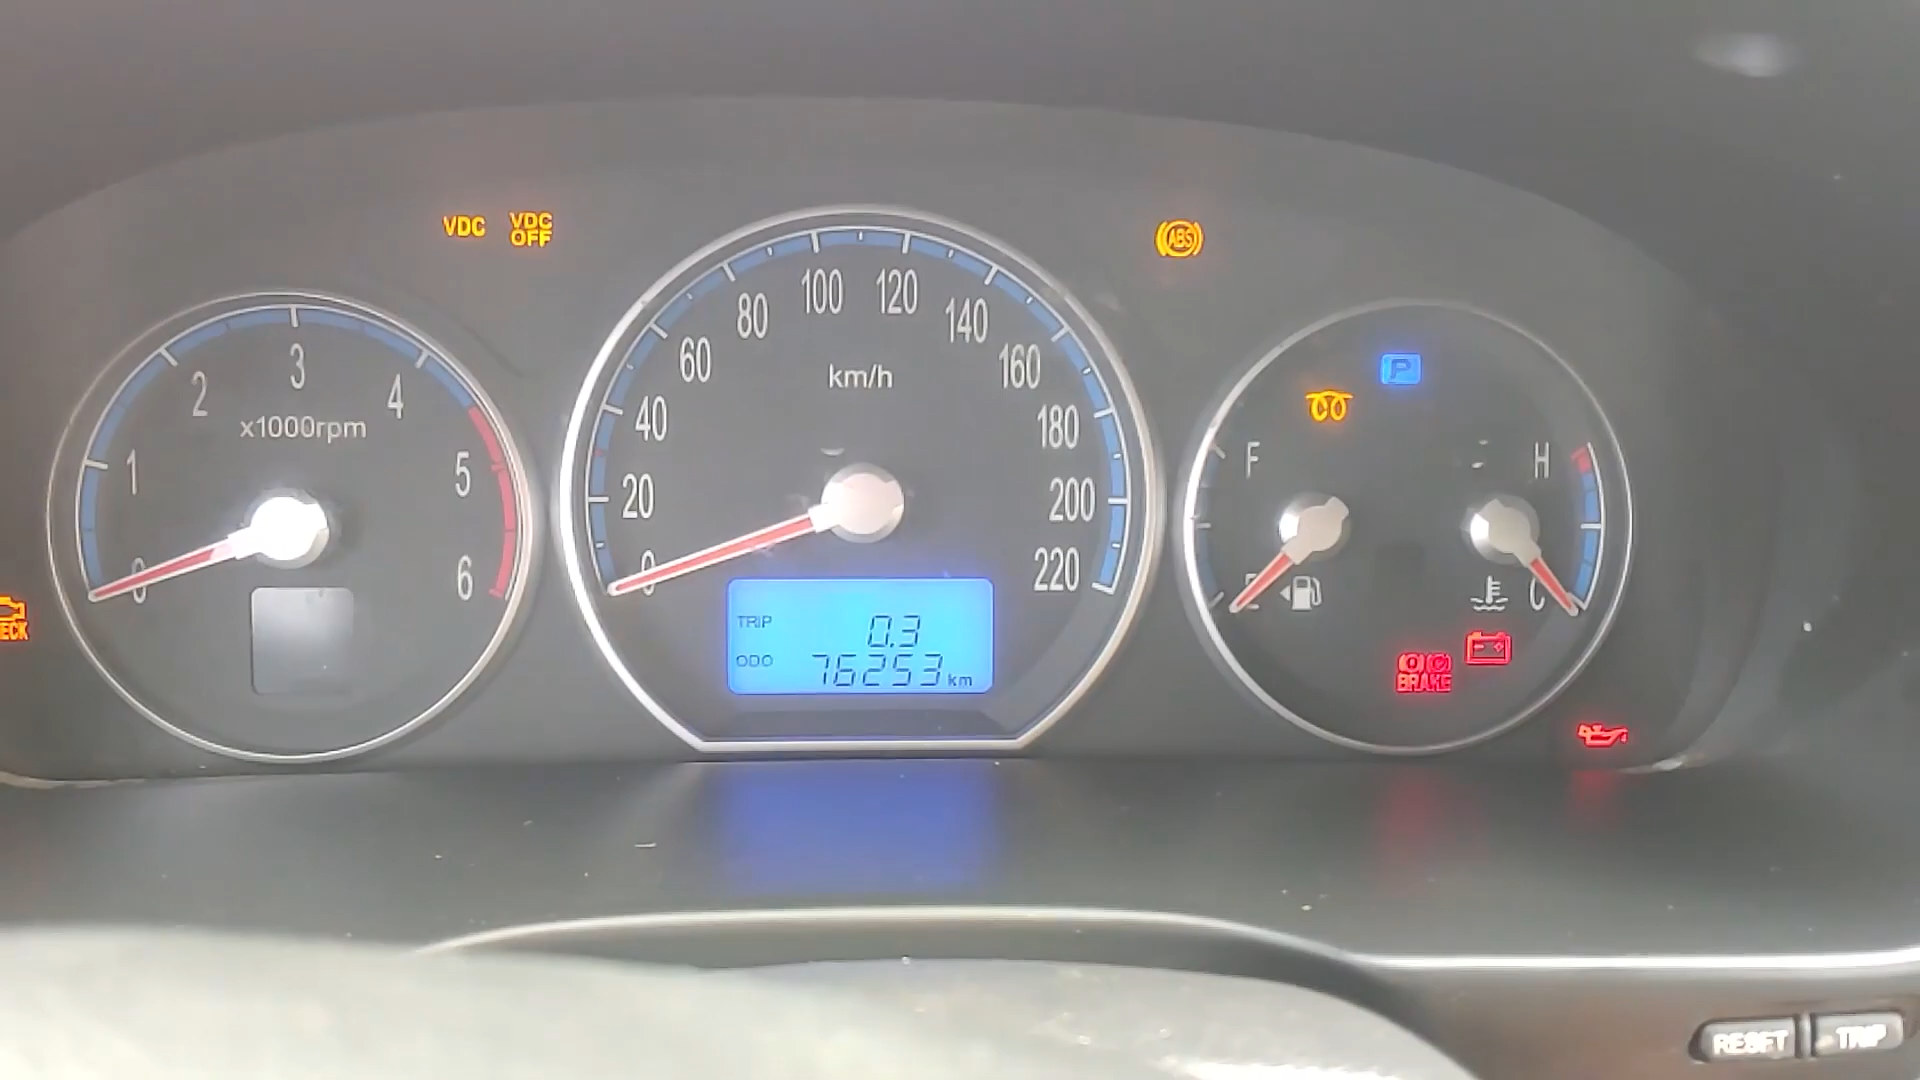 VDC
VDC
OFF
ABS
0
1
2
3
4
5
6
x1000rpm
0
20
40
60
80
100
120
140
160
180
200
220
km/h
TRIP 0.3
ODO 76253 km
P
F
E
H
C
BRAKE
ECK
RESET
TRIP